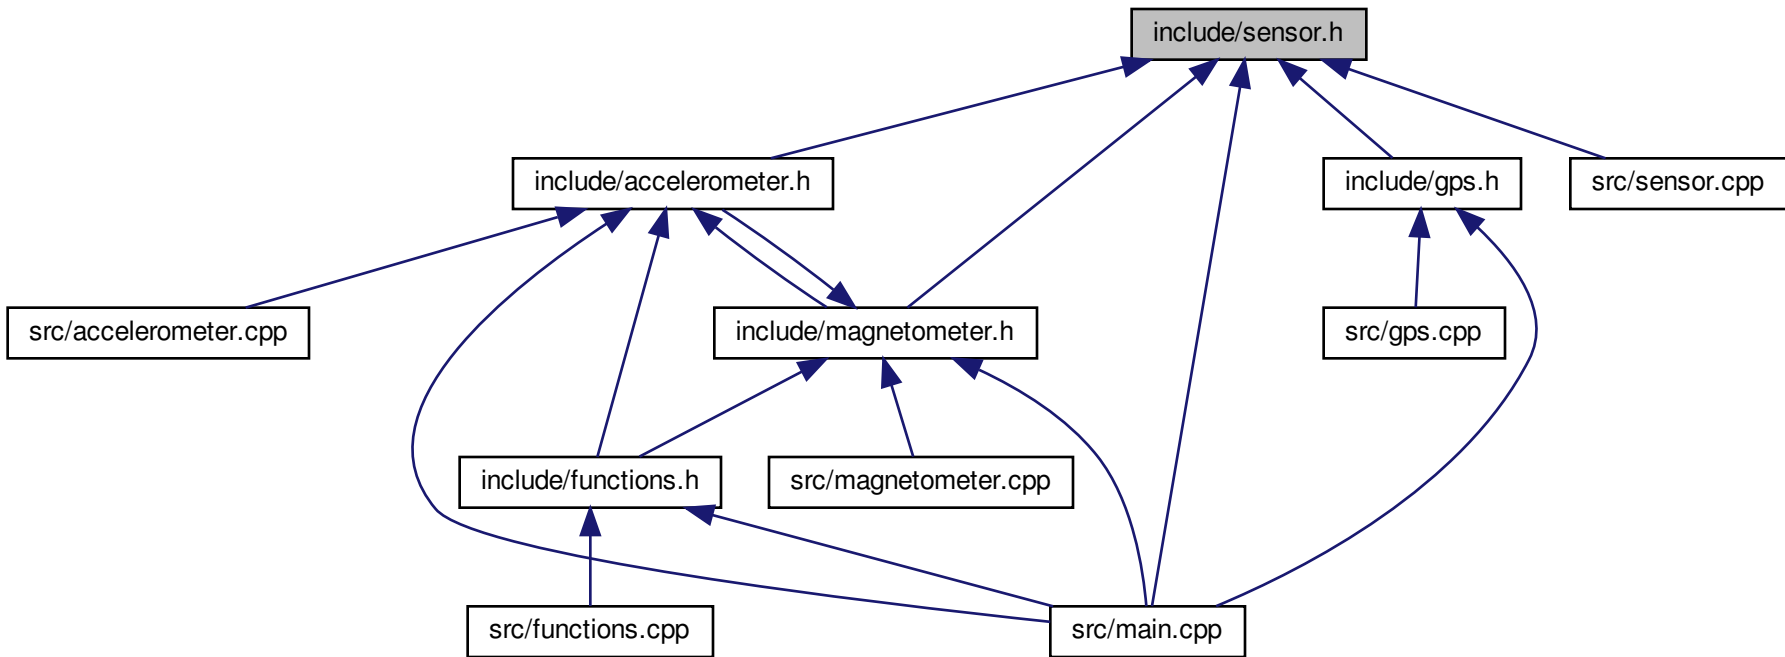 include/sensor.h
include/accelerometer.h
include/gps.h
src/sensor.cpp
src/accelerometer.cpp
include/magnetometer.h
src/gps.cpp
include/functions.h
src/magnetometer.cpp
src/functions.cpp
src/main.cpp